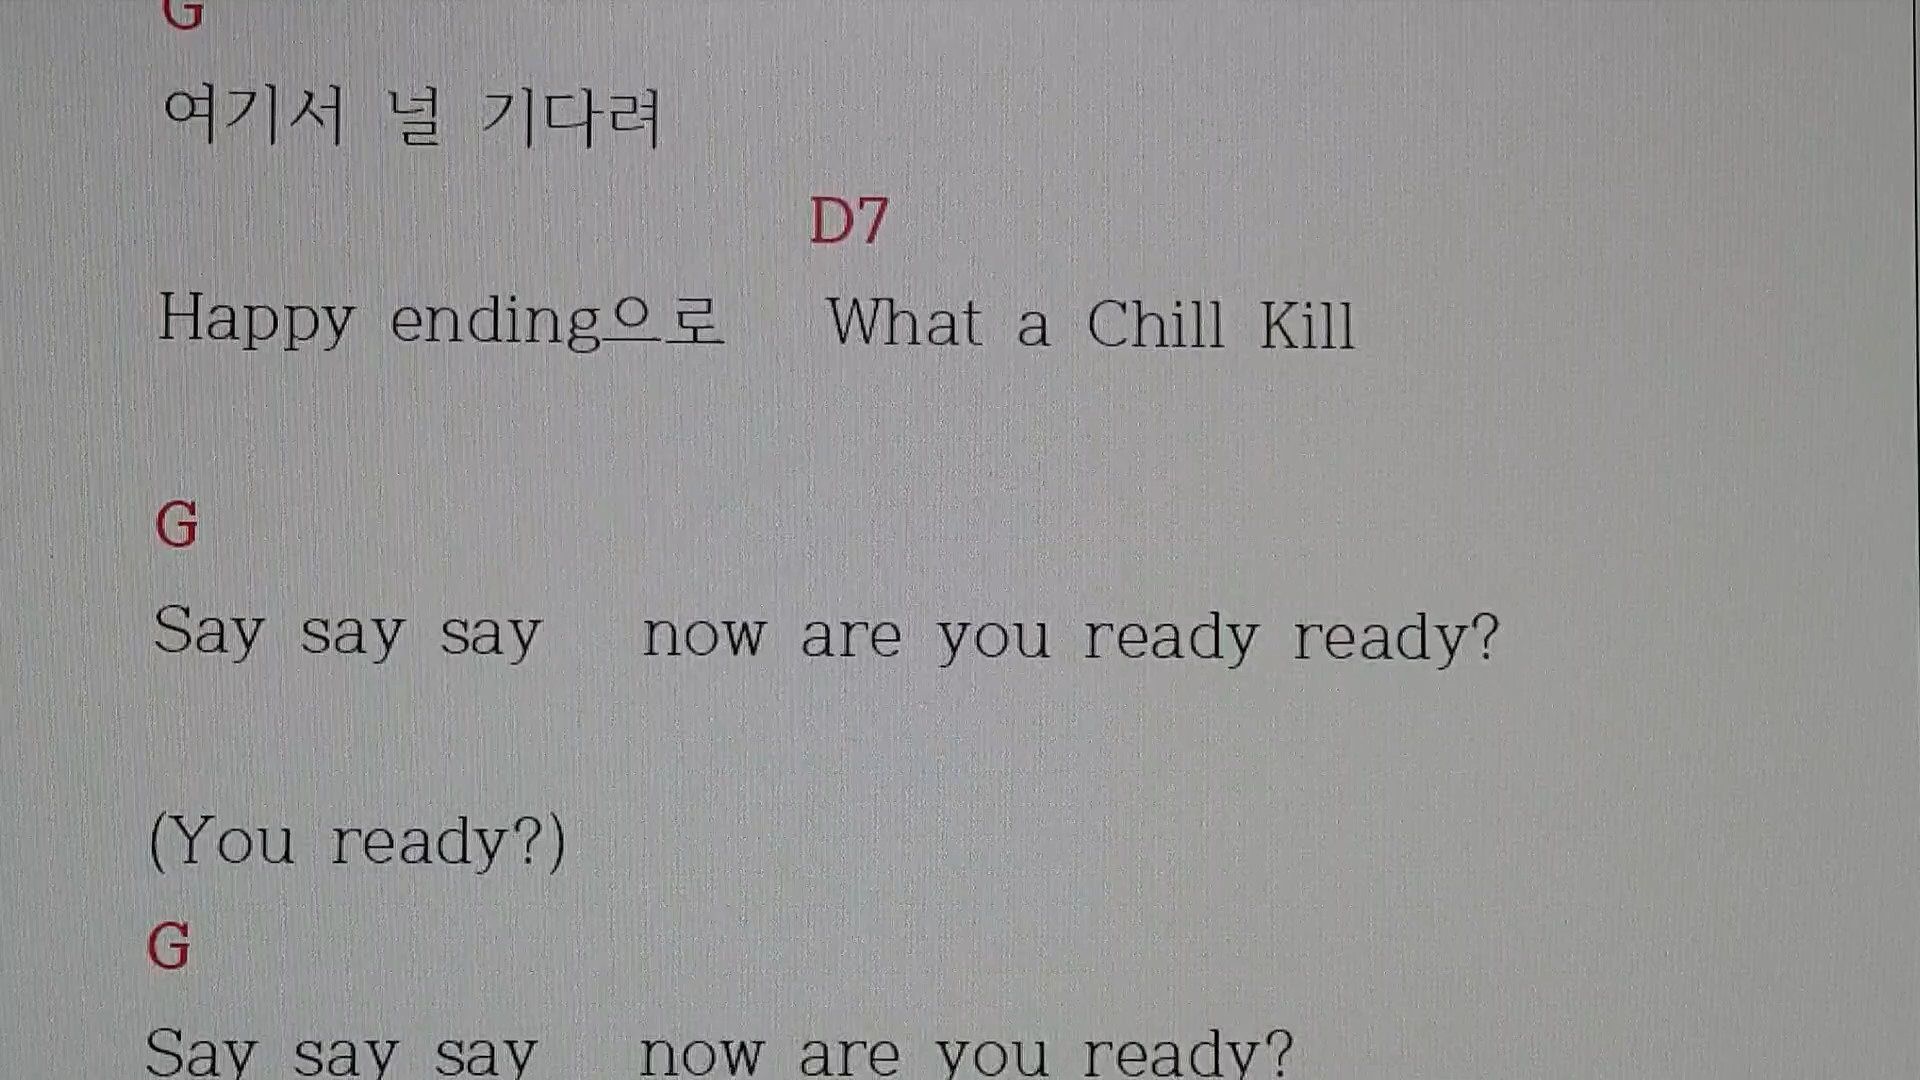 G
여기서 널 기다려
D7
Happy ending으로 What a Chill Kill
G
Say say say now are you ready ready?
(You ready?)
G
Say say say now are you ready?